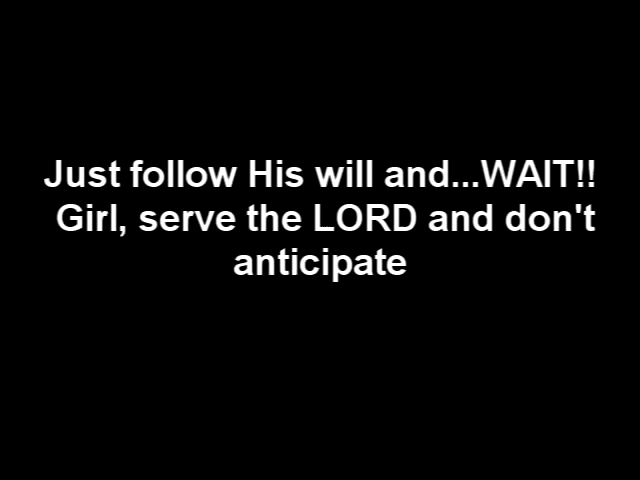 Just follow His will and...WAIT!!
Girl, serve the LORD and don't
anticipate